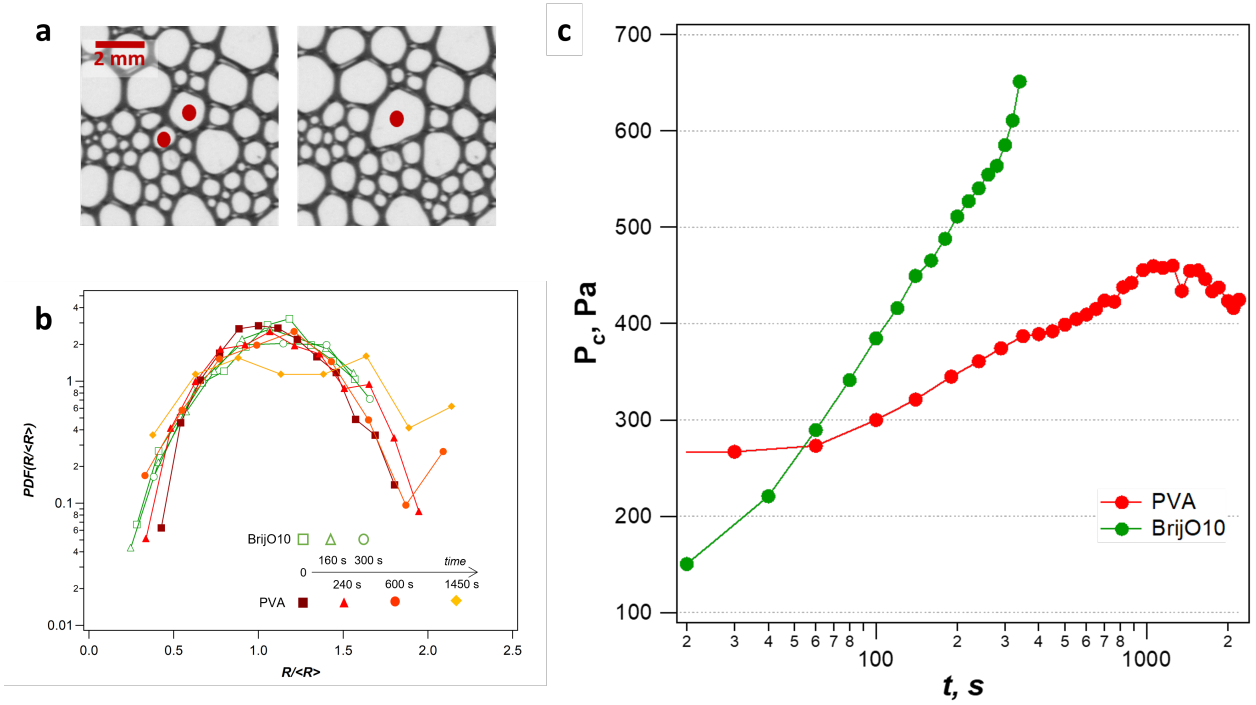 a
2 mm
b
PDF(R/<R>)
4
3
2
1
8
6
4
2
0.1
8
6
4
2
0.01
BrijO10
160 s 300 s
0
time
240 s 600 s 1450 s
PVA
0.0 0.5 1.0 1.5 2.0 2.5
R/<R>
c
Pc, Pa
700
600
500
400
300
200
100
PVA
BrijO10
2 3 4 5 6 7 8 2 3 4 5 6 7 8 2
100 1000
t, s